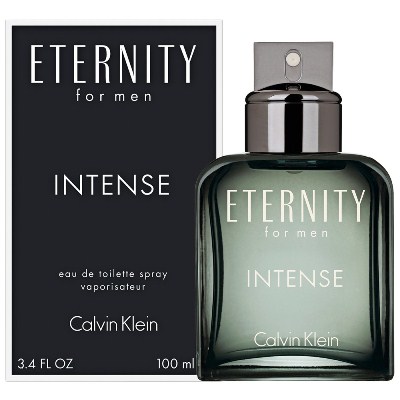 ETERNITY
for men
INTENSE
eau de toilette spray
vaporisateur
Calvin Klein
3.4 FL OZ 100 ml
ETERNITY
for men
INTENSE
Calvin Klein